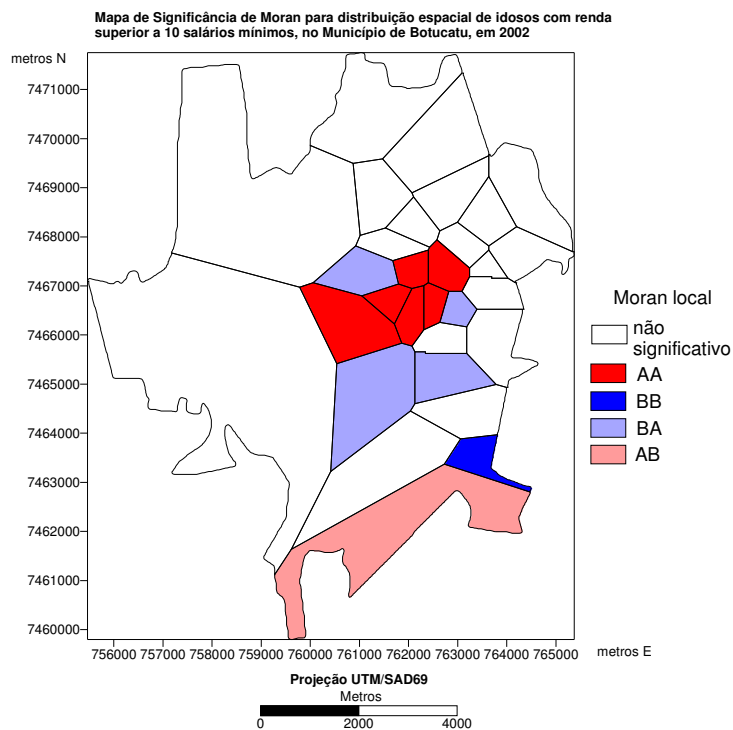 Mapa de Significância de Moran para distribuição espacial de idosos com renda
superior a 10 salários mínimos, no Município de Botucatu, em 2002
metros N
7471000
7470000
7469000
7468000
7467000
7466000
7465000
7464000
7463000
7462000
7461000
7460000
Moran local
não
significativo
AA
BB
BA
AB
756000 757000 758000 759000 760000 761000 762000 763000 764000 765000
metros E
Projeção UTM/SAD69
Metros
0 2000 4000